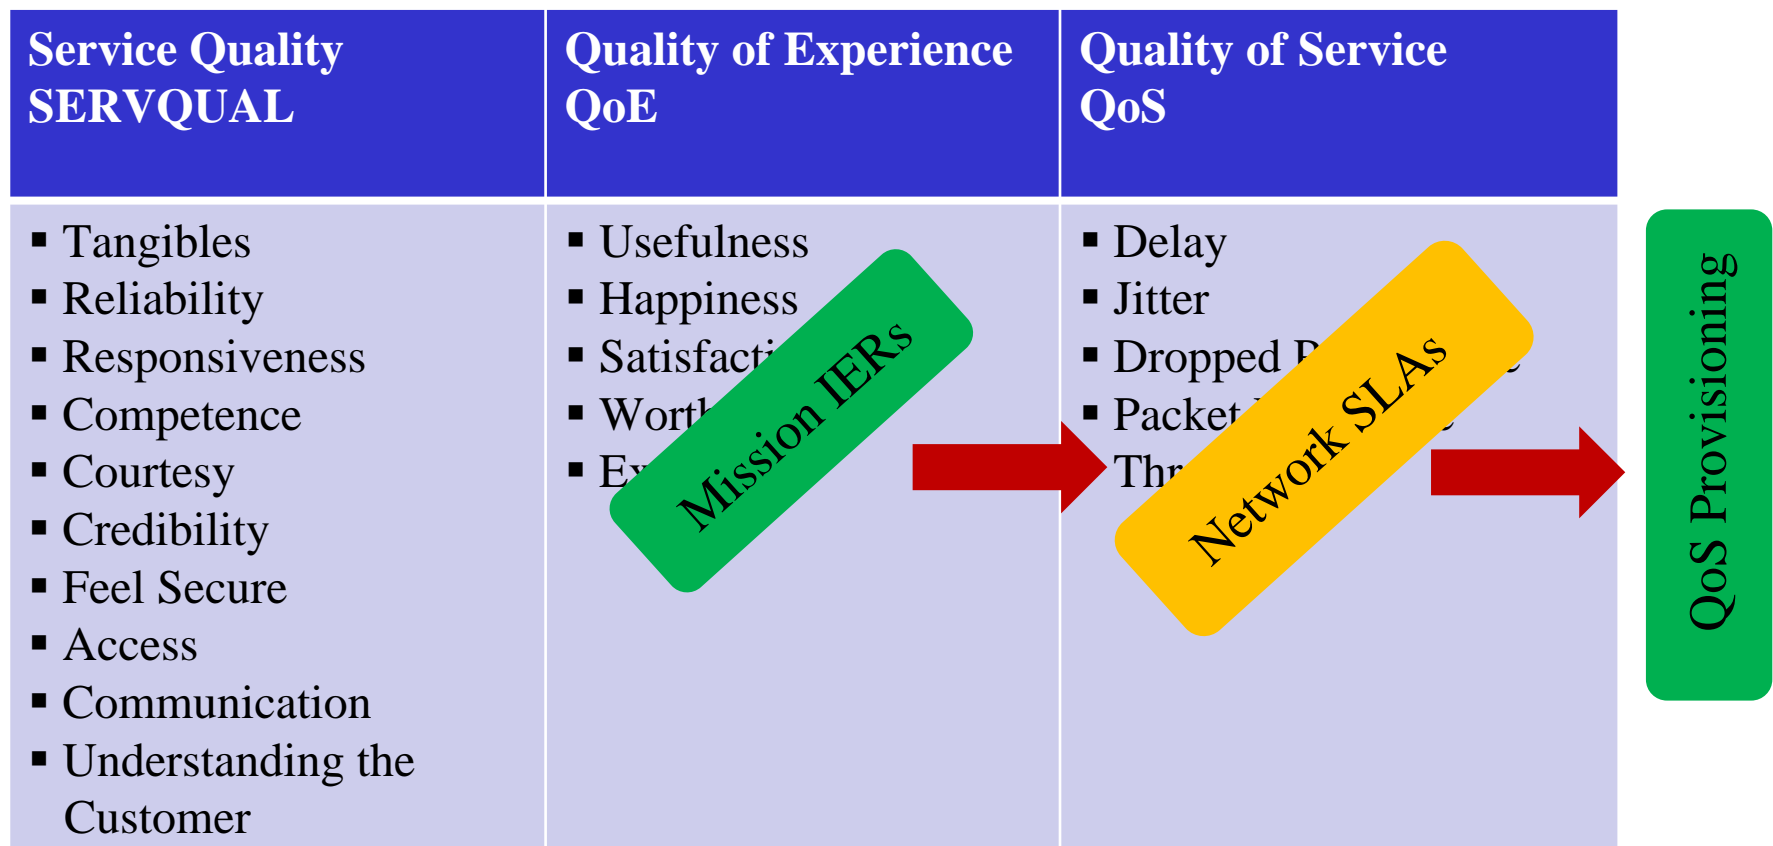 Service Quality
SERVQUAL
Quality of Experience
QoE
Quality of Service
QoS
▪ Tangibles
▪ Reliability
▪ Responsiveness
▪ Competence
▪ Courtesy
▪ Credibility
▪ Feel Secure
▪ Access
▪ Communication
▪ Understanding the
Customer
▪ Usefulness
▪ Happiness
▪
▪
▪
▪ Delay
▪ Jitter
▪ Dropped
▪ Packet
Mission IERs
Network SLAs
QoS Provisioning